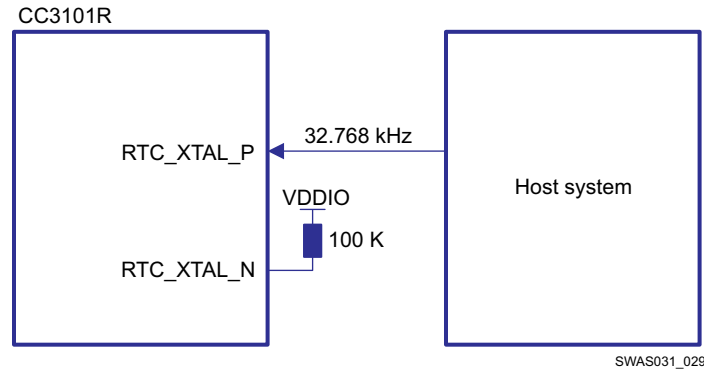 CC3101R
RTC_XTAL_P
32.768 kHz
Host system
VDDIO
100 K
RTC_XTAL_N
SWAS031_029